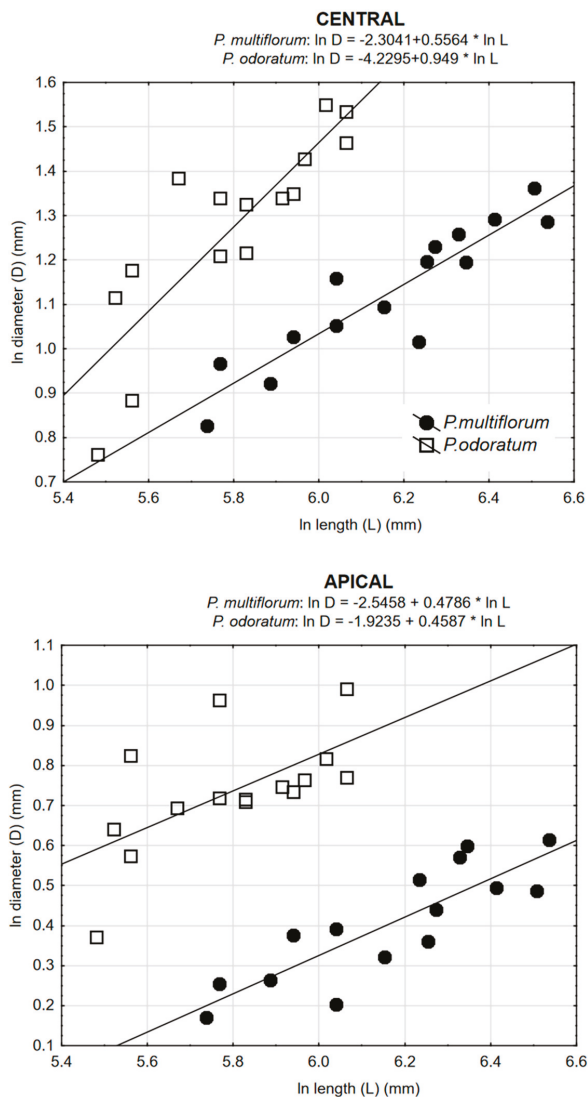 CENTRAL
P. multiflorum: ln D = -2.3041+0.5564 * ln L
P. odoratum: ln D = -4.2295+0.949 * ln L
1.6
1.5
1.4
1.3
1.2
1.1
1.0
0.9
0.8
0.7
ln diameter (D) (mm)
P.multiflorum
P.odoratum
5.4 5.6 5.8 6.0 6.2 6.4 6.6
ln length (L) (mm)
APICAL
P. multiflorum: ln D = -2.5458 + 0.4786 * ln L
P. odoratum: ln D = -1.9235 + 0.4587 * ln L
1.1
1.0
0.9
0.8
0.7
0.6
0.5
0.4
0.3
0.2
0.1
ln diameter (D) (mm)
5.4 5.6 5.8 6.0 6.2 6.4 6.6
ln length (L) (mm)